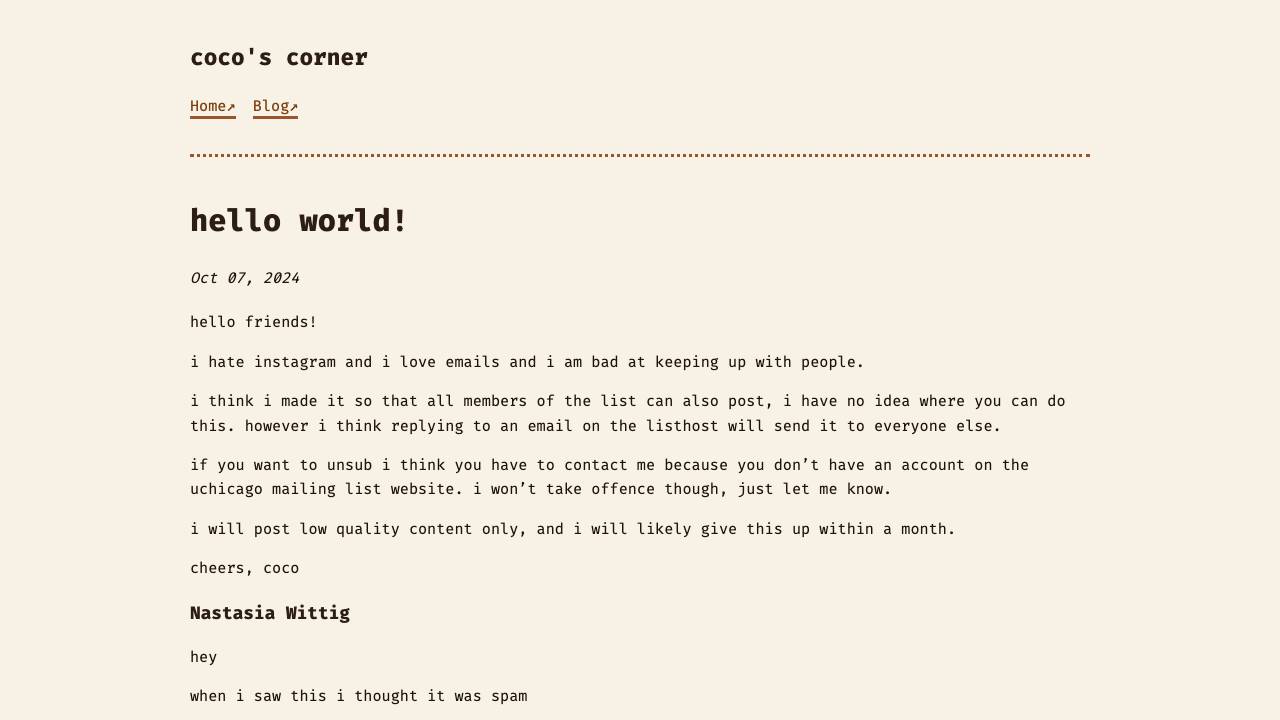 coco's corner
Home↗ Blog↗
hello world!
Oct 07, 2024
hello friends!
i hate instagram and i love emails and i am bad at keeping up with people.
i think i made it so that all members of the list can also post, i have no idea where you can do
this. however i think replying to an email on the listhost will send it to everyone else.
if you want to unsub i think you have to contact me because you don’t have an account on the
uchicago mailing list website. i won’t take offence though, just let me know.
i will post low quality content only, and i will likely give this up within a month.
cheers, coco
Nastasia Wittig
hey
when i saw this i thought it was spam